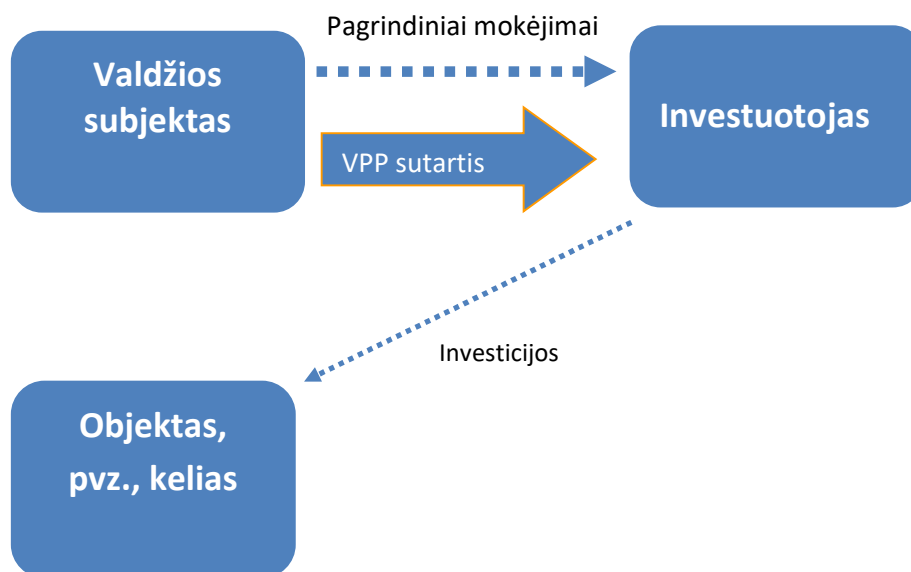 Pagrindiniai mokėjimai
Valdžios
subjektas
Investuotojas
VPP sutartis
Investicijos
Objektas,
pvz., kelias